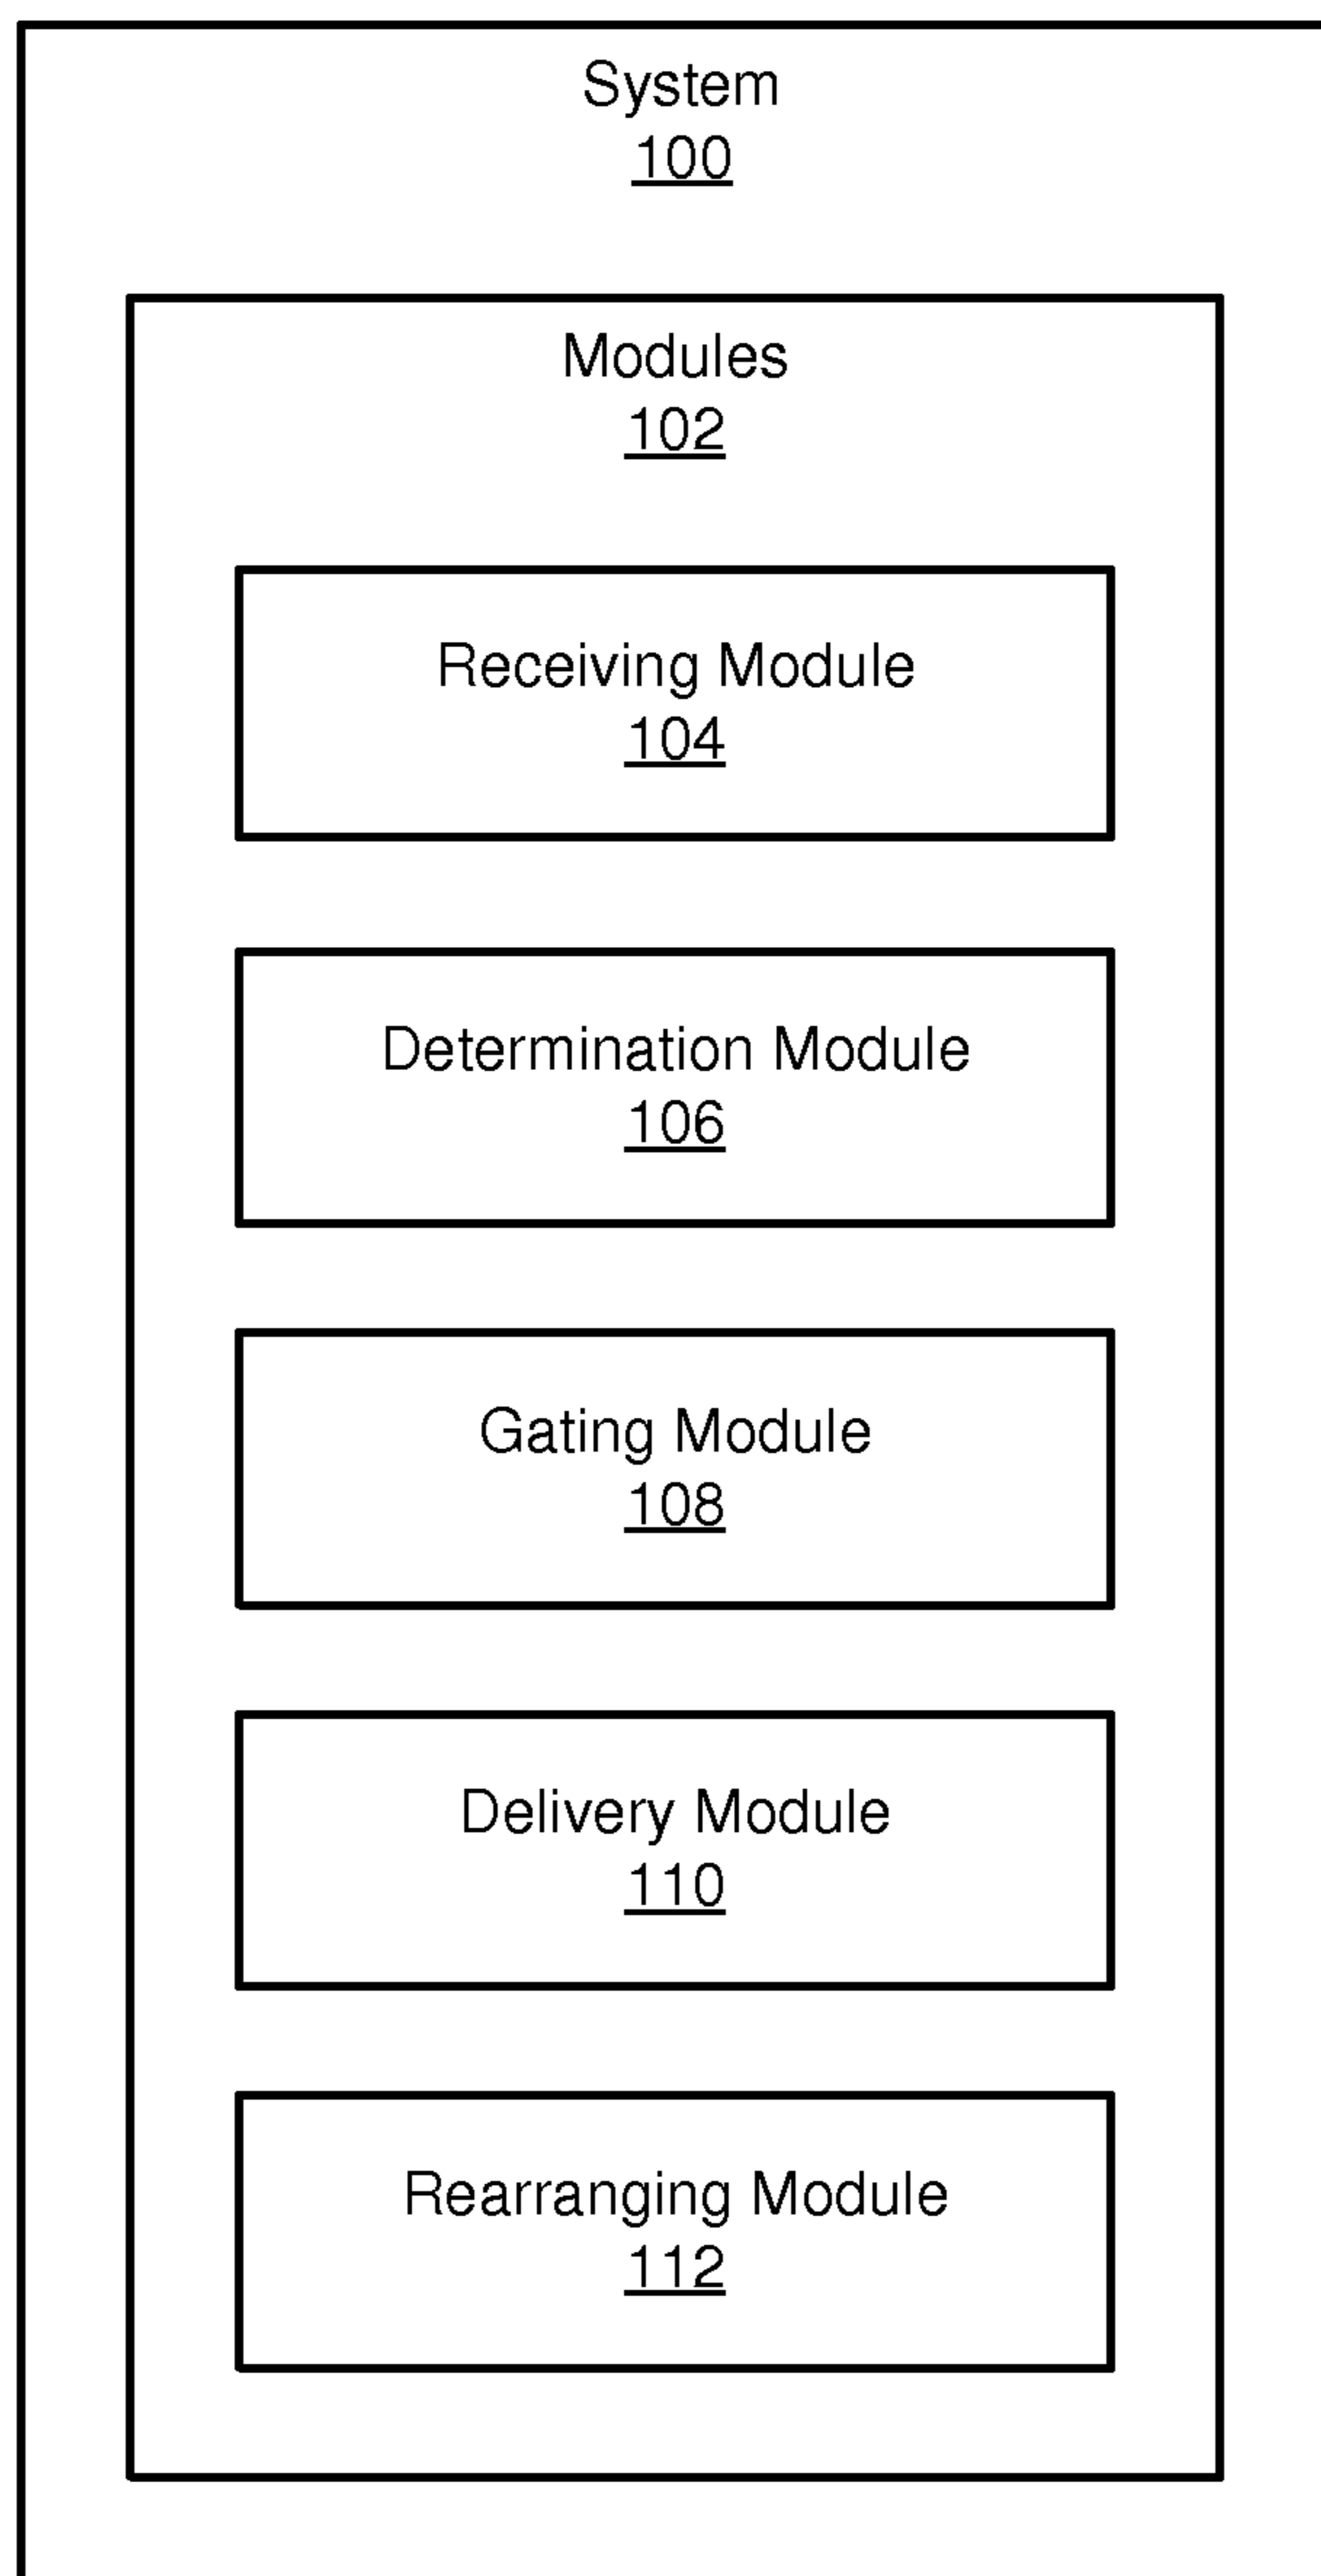 System
100
Modules
102
Receiving Module
104
Determination Module
106
Gating Module
108
Delivery Module
110
Rearranging Module
112